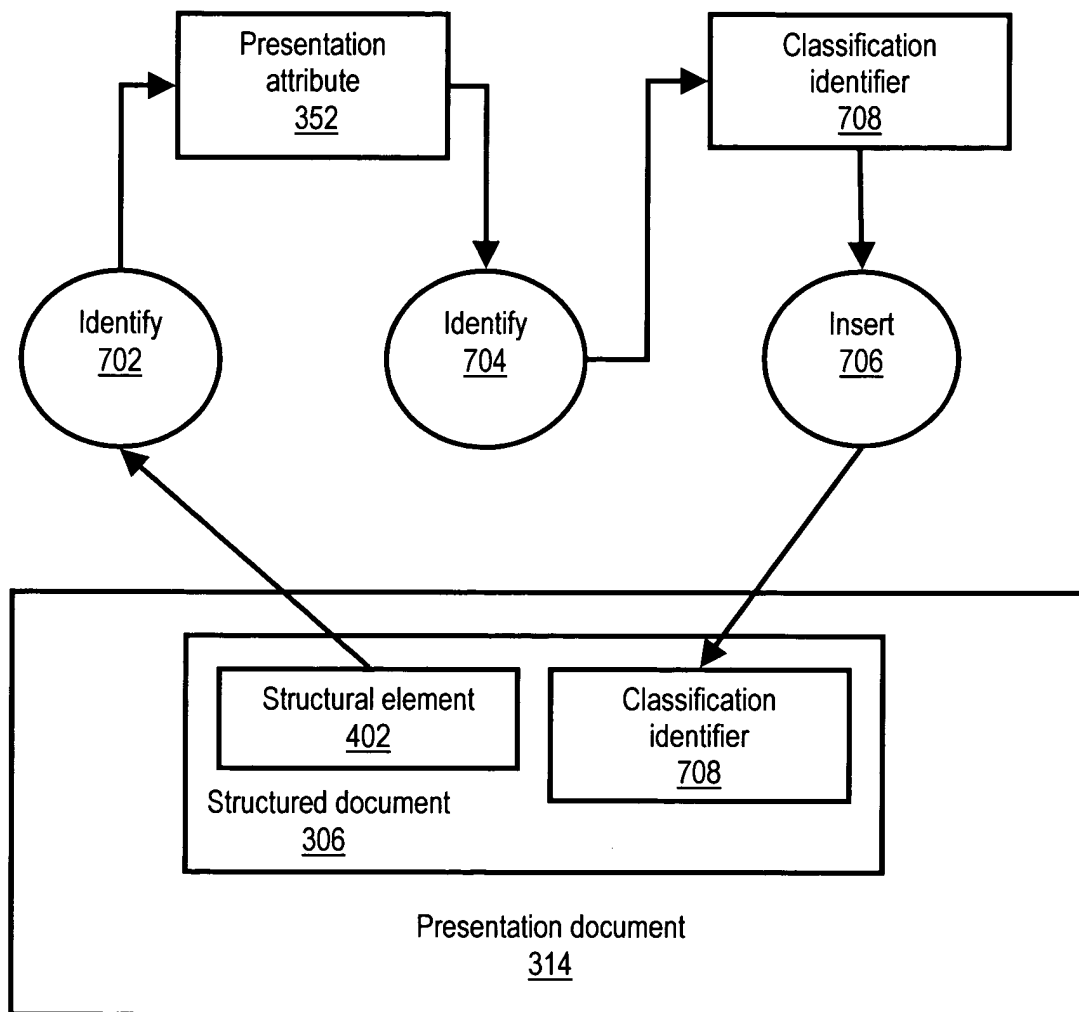 Presentation
attribute
352
Classification
identifier
708
Identify
702
Identify
704
Insert
706
Structural element
402
Classification
identifier
708
Structured document
306
Presentation document
314